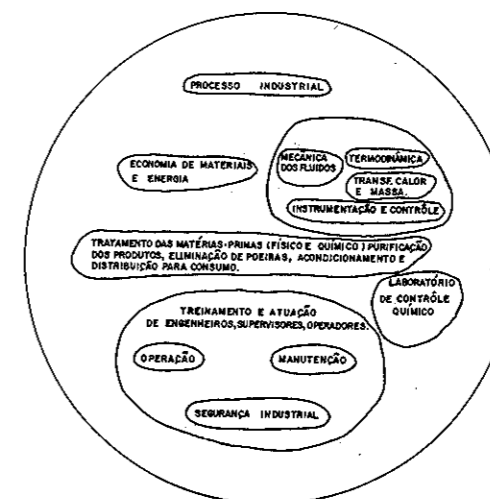 PROCESSO INDUSTRIAL
ECONOMIA DE MATERIAIS
E ENERGIA
MECÂNICA
DOS FLUIDOS
TERMODINÂMICA
TRANSF. CALOR
E MASSA.
INSTRUMENTAÇÃO E CONTRÔLE
TRATAMENTO DAS MATÉRIAS-PRIMAS (FÍSICO E QUÍMICO) PURIFICAÇÃO
DOS PRODUTOS, ELIMINAÇÃO DE POEIRAS, ACONDICIONAMENTO E
DISTRIBUIÇÃO PARA CONSUMO.
LABORATÓRIO
DE CONTRÔLE
QUÍMICO
TREINAMENTO E ATUAÇÃO
DE ENGENHEIROS, SUPERVISORES, OPERADORES.
OPERAÇÃO
MANUTENÇÃO
SEGURANÇA INDUSTRIAL